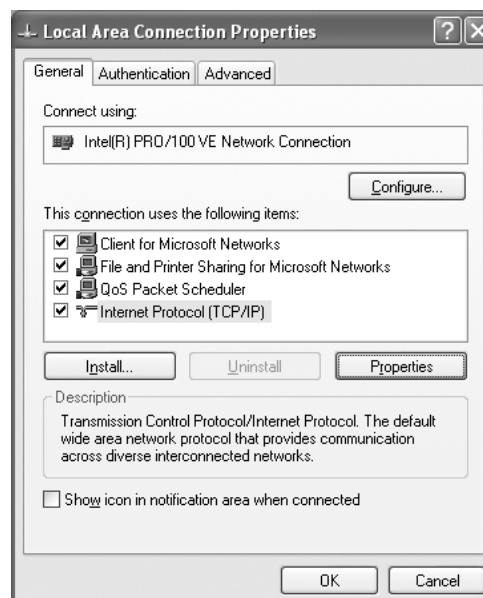 Local Area Connection Properties
General Authentication Advanced
Connect using:
Intel(R) PRO/100 VE Network Connection
Configure...
This connection uses the following items:
Client for Microsoft Networks
File and Printer Sharing for Microsoft Networks
QoS Packet Scheduler
Internet Protocol (TCP/IP)
Install... Uninstall Properties
Description
Transmission Control Protocol/Internet Protocol. The default
wide area network protocol that provides communication
across diverse interconnected networks.
Show icon in notification area when connected
OK Cancel